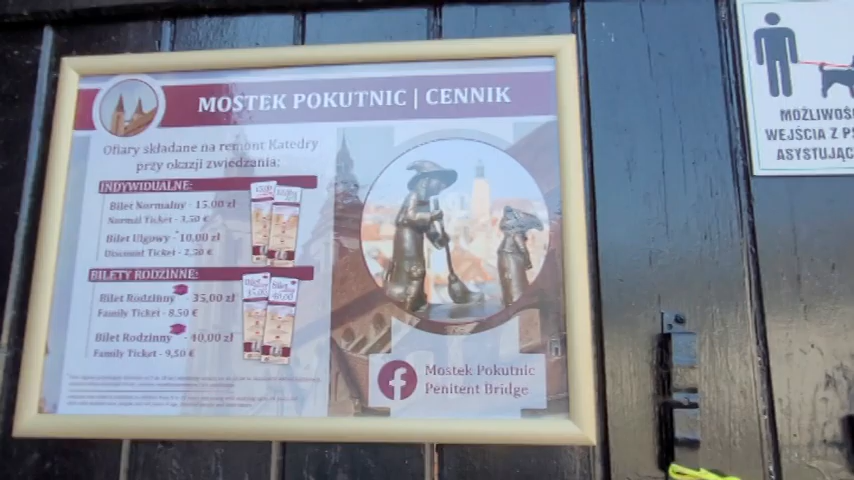 MOSTEK POKUTNIC | CENNIK
Ofiary składane na remont Katedry
przy okazji zwiedzania:
INDYWIDUALNE:
Bilet Normalny - 15,00 zł
Normal Ticket - 3,50 €
Bilet Ulgowy - 10,00 zł
Discount Ticket - 2,50 €
BILETY RODZINNE:
Bilet Rodzinny - 35,00 zł
Family Ticket - 8,50 €
Bilet Rodzinny - 40,00 zł
Family Ticket - 9,50 €
Mostek Pokutnic
Penitent Bridge
MOŻLIWOŚ
WEJŚCIA Z PS
ASYSTUJĄC